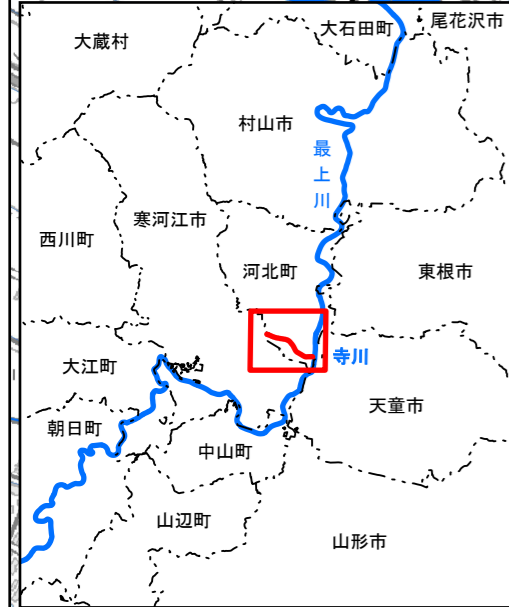 大蔵村
大石田町
尾花沢市
村山市
最上川
寒河江市
西川町
河北町
東根市
寺川
大江町
天童市
朝日町
中山町
山辺町
山形市